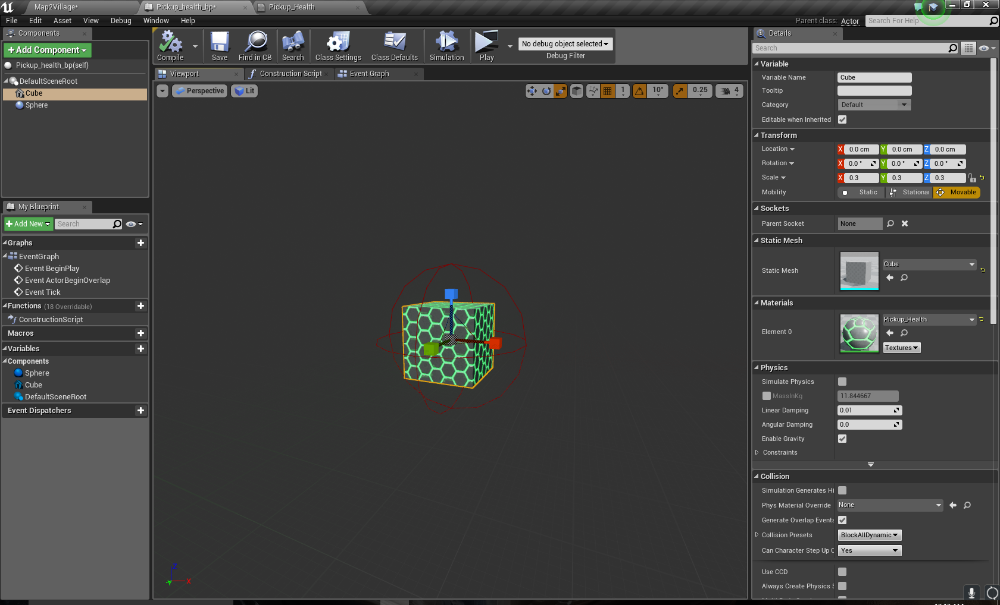 Map2Village*
Pickup_health_bp*
Pickup_Health
File
Edit
Asset
View
Debug
Window
Help
Parent class: Actor
Search For Help
Components
Add Component
Pickup_health_bp(self)
DefaultSceneRoot
Cube
Sphere
My Blueprint
Add New
Search
Graphs
EventGraph
Event BeginPlay
Event ActorBeginOverlap
Event Tick
Functions (18 Overridable)
ConstructionScript
Macros
Variables
Components
Sphere
Cube
DefaultSceneRoot
Event Dispatchers
Compile
Save
Find in CB
Search
Class Settings
Class Defaults
Simulation
Play
No debug object selected
Debug Filter
Viewport
Construction Script
Event Graph
Perspective
Lit
1
10°
0.25
4
Z
X
Y
Details
Search
Variable
Variable Name Cube
Tooltip
Category Default
Editable when Inherited
Transform
Location X 0.0 cm Y 0.0 cm Z 0.0 cm
Rotation X 0.0 ° Y 0.0 ° Z 0.0 °
Scale X 0.3 Y 0.3 Z 0.3
Mobility Static Stationar Movable
Sockets
Parent Socket None
Static Mesh
Static Mesh Cube
Materials
Element 0 Pickup_Health
Textures
Physics
Simulate Physics
MassInKg 11.844667
Linear Damping 0.01
Angular Damping 0.0
Enable Gravity
Constraints
Collision
Simulation Generates Hi
Phys Material Override None
Generate Overlap Events
Collision Presets BlockAllDynamic
Can Character Step Up C Yes
Use CCD
Always Create Physics S